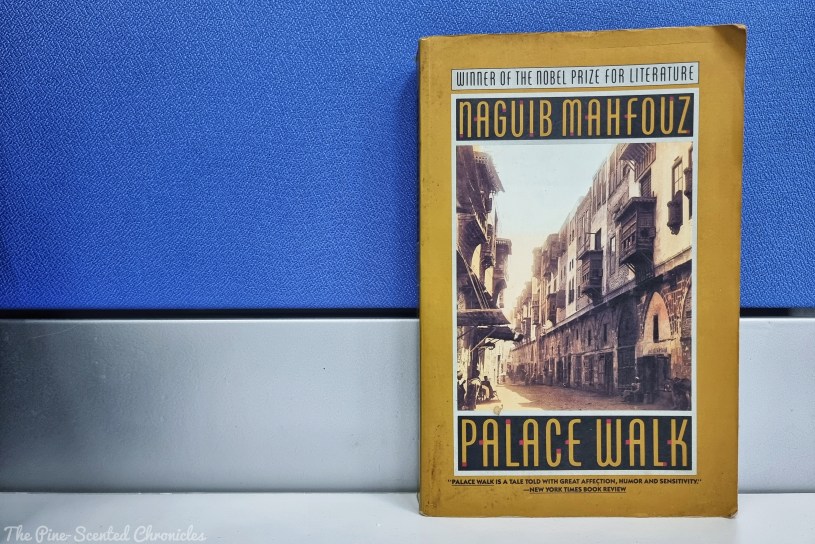 WINNER OF THE NOBEL PRIZE FOR LITERATURE
NAGUIB MAHFOUZ
PALACE WALK
"PALACE WALK IS A TALE TOLD WITH GREAT AFFECTION, HUMOR AND SENSITIVITY."
—NEW YORK TIMES BOOK REVIEW
The Pine-Scented Chronicles